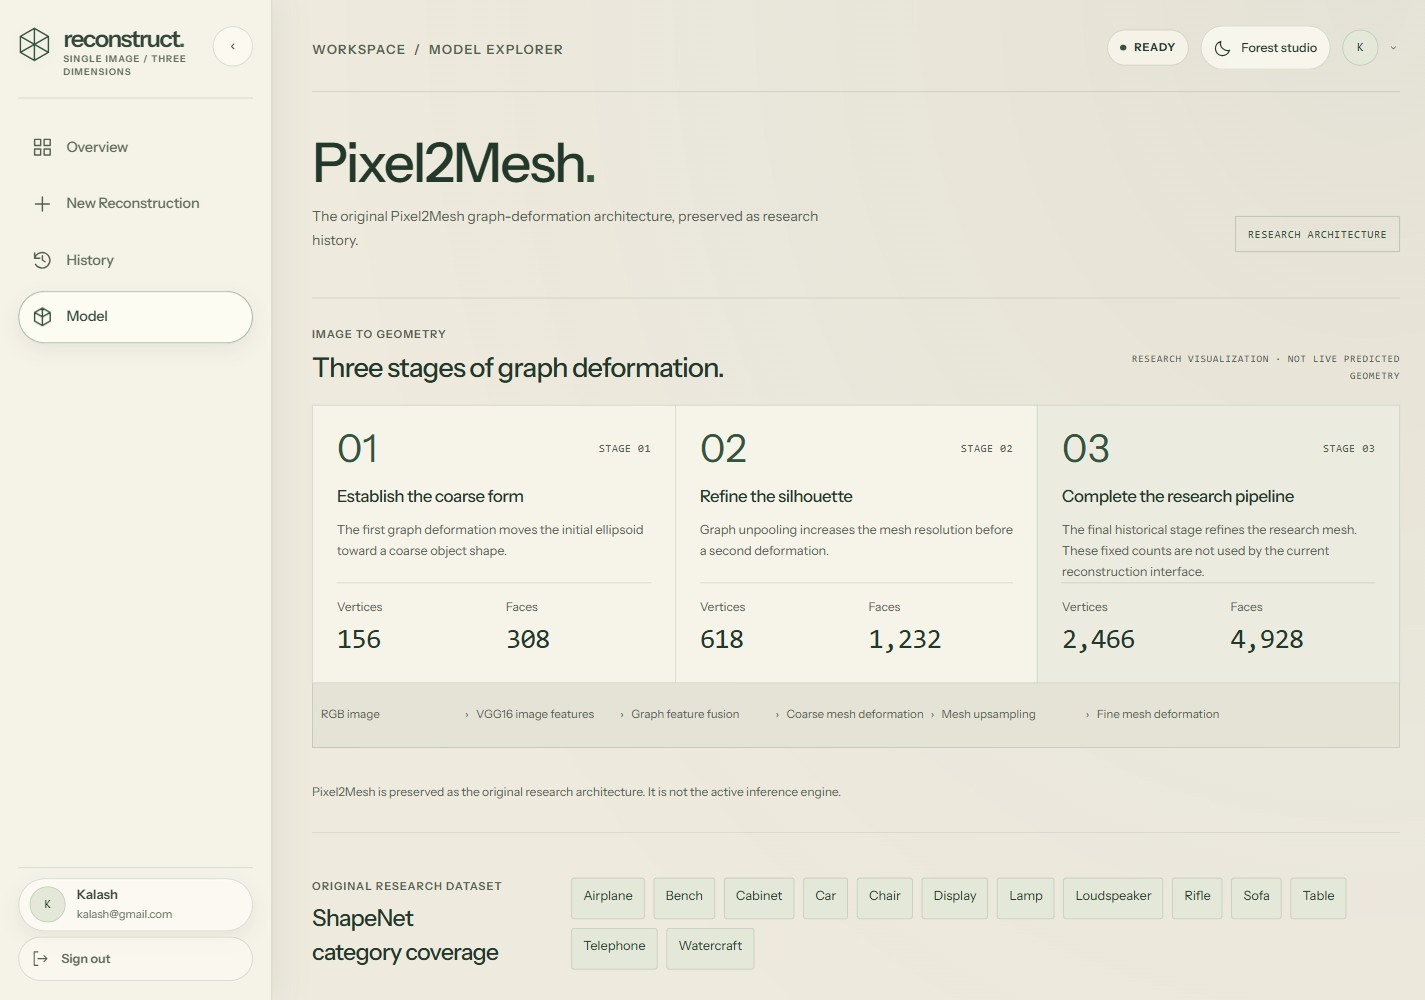 reconstruct.
SINGLE IMAGE / THREE
DIMENSIONS
‹
Overview
New Reconstruction
History
Model
Kalash
K
kalash@gmail.com
Sign out
WORKSPACE / MODEL EXPLORER
READY
Forest studio
K
Pixel2Mesh.
The original Pixel2Mesh graph-deformation architecture, preserved as research
history.
RESEARCH ARCHITECTURE
IMAGE TO GEOMETRY
Three stages of graph deformation.
RESEARCH VISUALIZATION · NOT LIVE PREDICTED
GEOMETRY
01
STAGE 01
Establish the coarse form
The first graph deformation moves the initial ellipsoid
toward a coarse object shape.
Vertices Faces
156 308
02
STAGE 02
Refine the silhouette
Graph unpooling increases the mesh resolution before
a second deformation.
Vertices Faces
618 1,232
03
STAGE 03
Complete the research pipeline
The final historical stage refines the research mesh.
These fixed counts are not used by the current
reconstruction interface.
Vertices Faces
2,466 4,928
RGB image › VGG16 image features › Graph feature fusion › Coarse mesh deformation › Mesh upsampling › Fine mesh deformation
Pixel2Mesh is preserved as the original research architecture. It is not the active inference engine.
ORIGINAL RESEARCH DATASET
ShapeNet
category coverage
Airplane Bench Cabinet Car Chair Display Lamp Loudspeaker Rifle Sofa Table
Telephone Watercraft